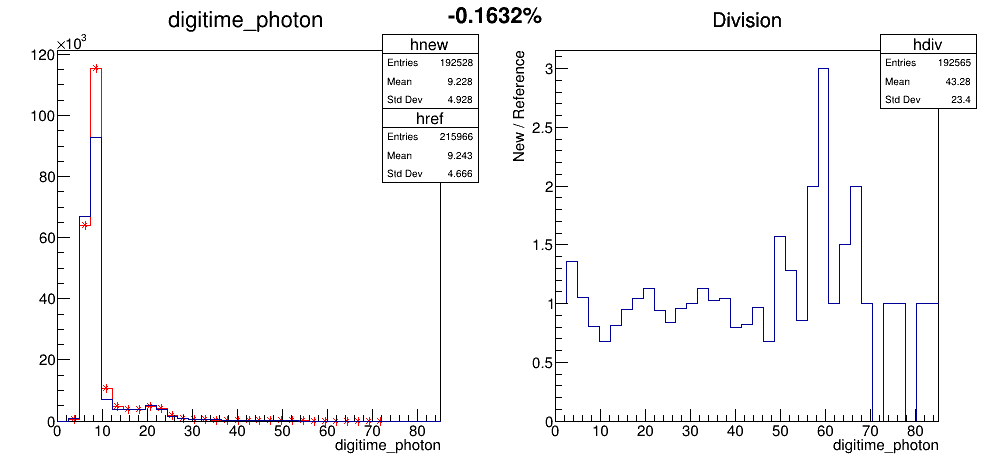 -0.1632%
digitime_photon
×10³
hnew
Entries 192528
Mean 9.228
Std Dev 4.928
href
Entries 215966
Mean 9.243
Std Dev 4.666
120
100
80
60
40
20
0
0 10 20 30 40 50 60 70 80
digitime_photon
Division
hdiv
Entries 192565
Mean 43.28
Std Dev 23.4
New / Reference
3
2.5
2
1.5
1
0.5
0
0 10 20 30 40 50 60 70 80
digitime_photon